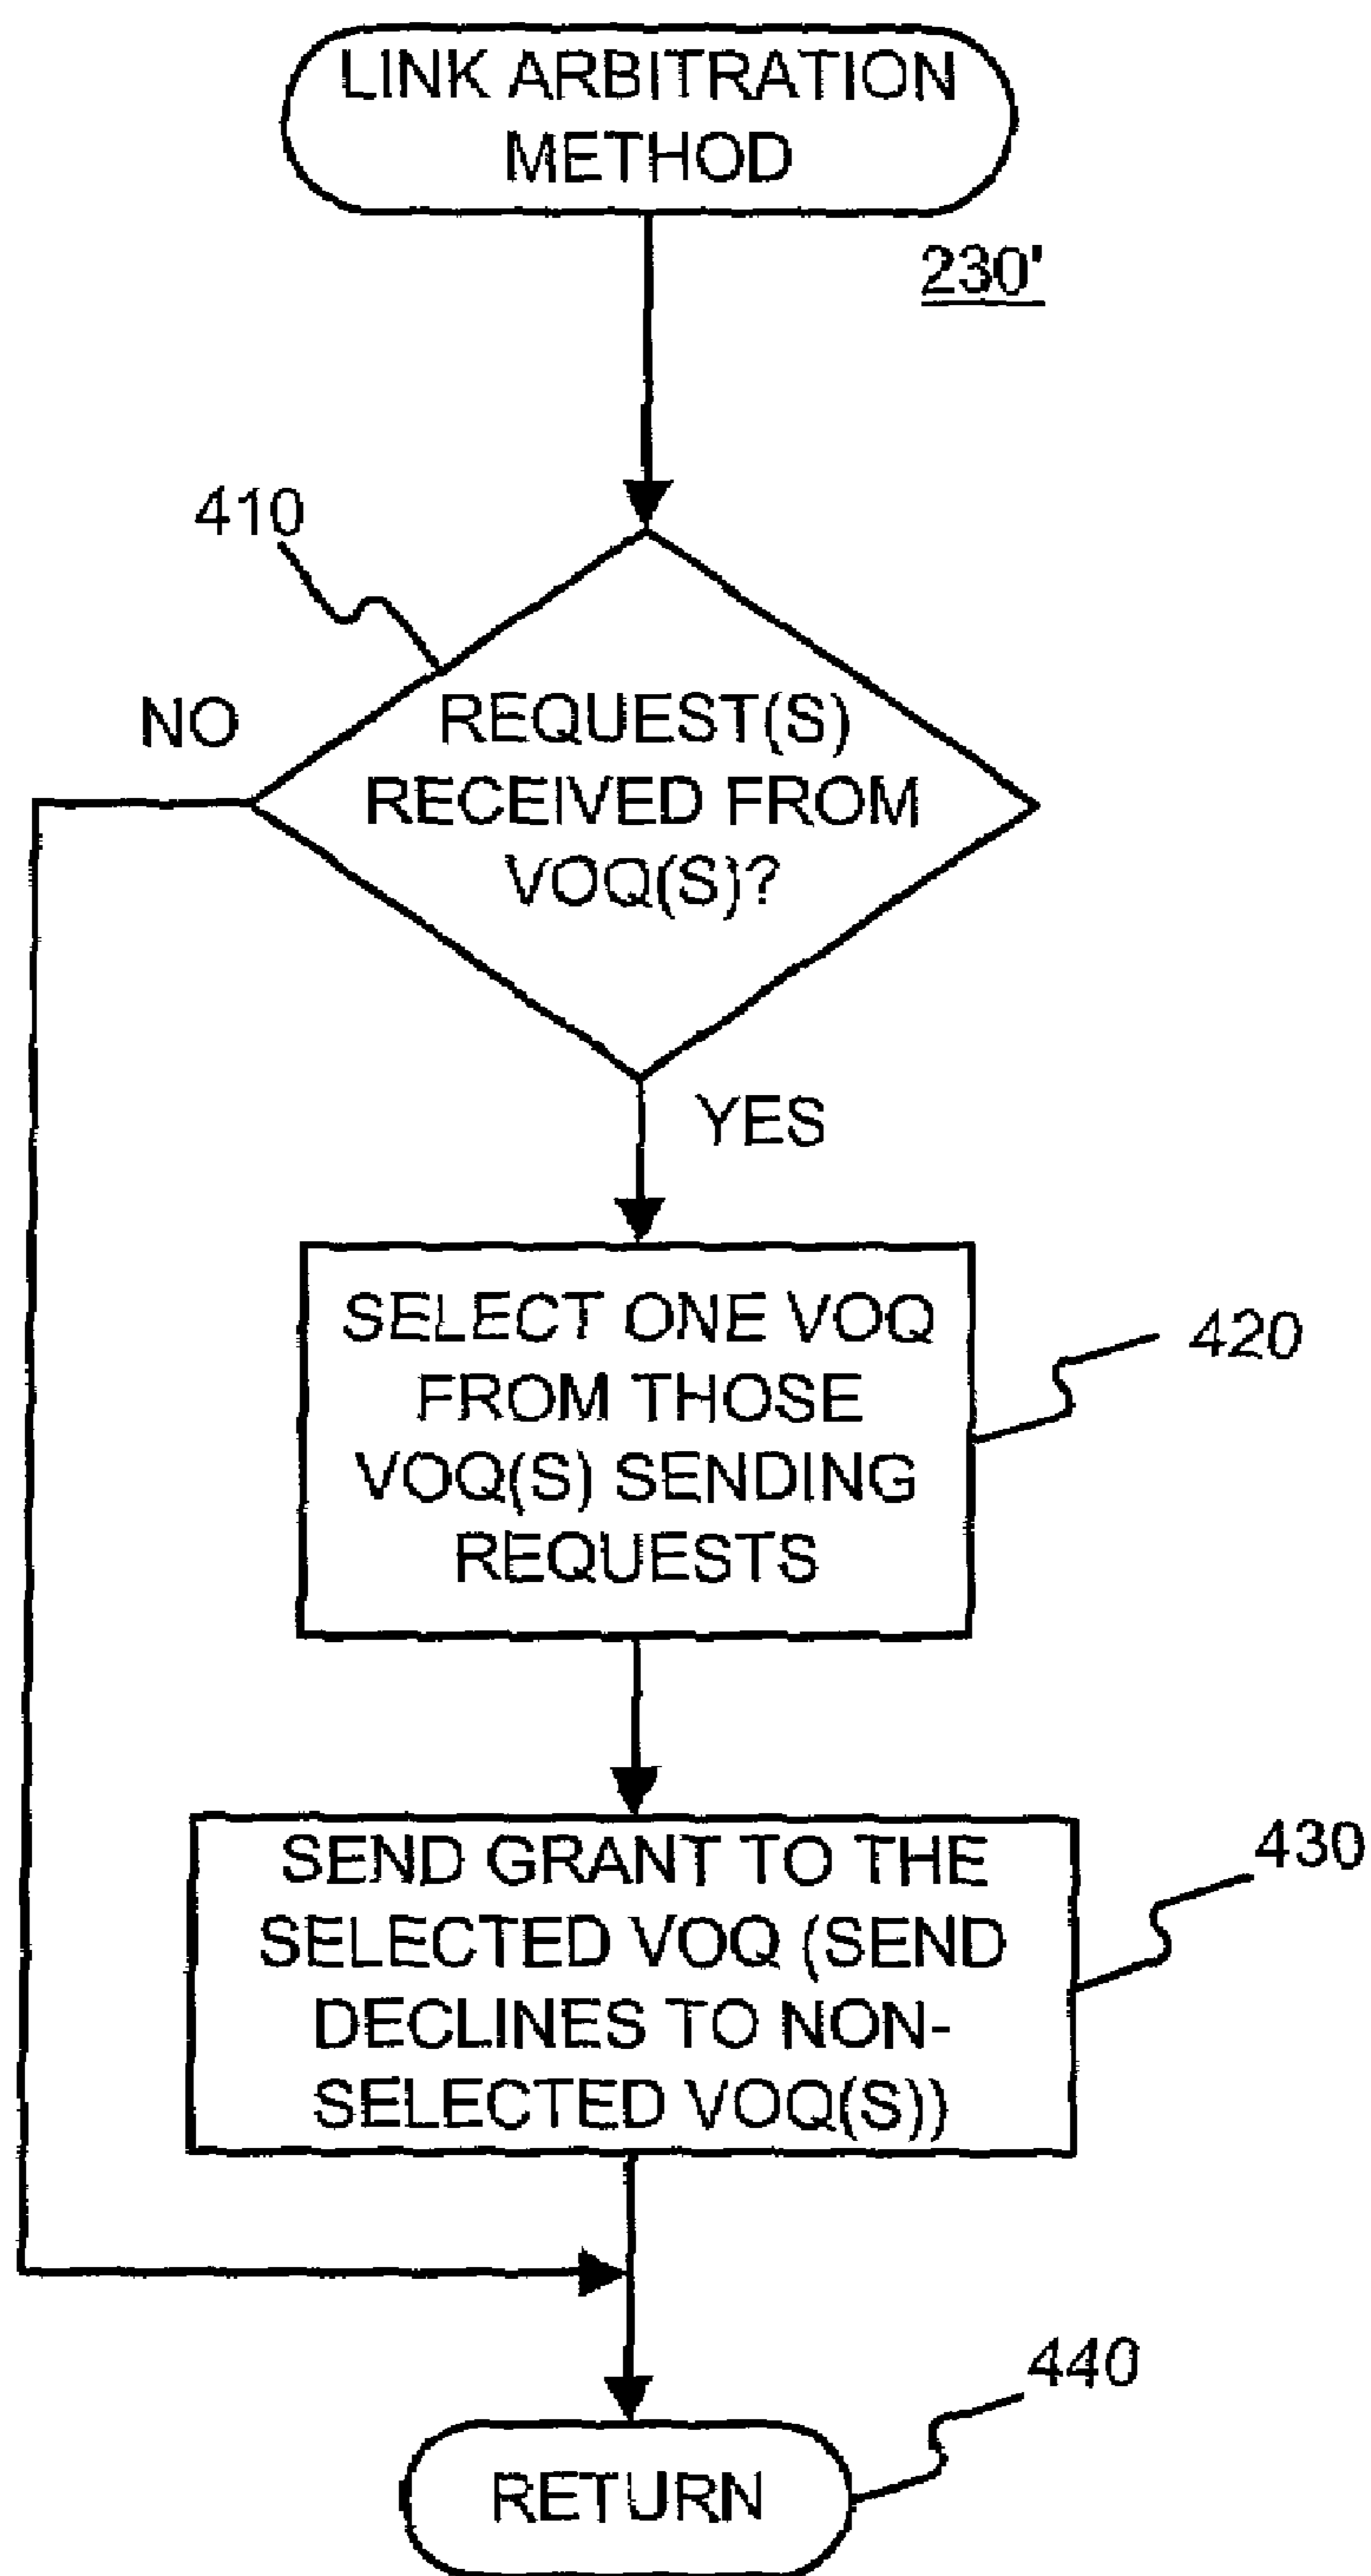 LINK ARBITRATION
METHOD
230'
410
NO
REQUEST(S)
RECEIVED FROM
VOQ(S)?
YES
SELECT ONE VOQ
FROM THOSE
VOQ(S) SENDING
REQUESTS
420
SEND GRANT TO THE
SELECTED VOQ (SEND
DECLINES TO NON-
SELECTED VOQ(S))
430
440
RETURN